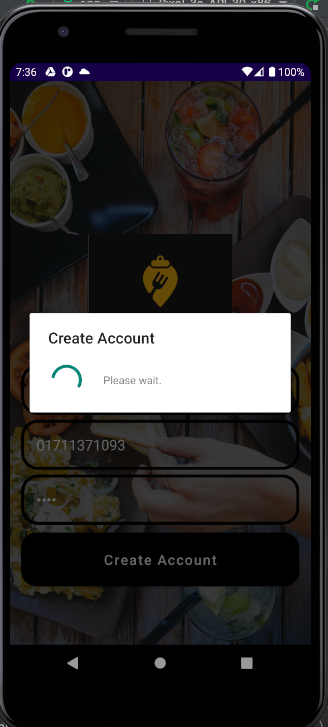 7:36
100%
Create Account
Please wait.
01711371093
••••
Create Account